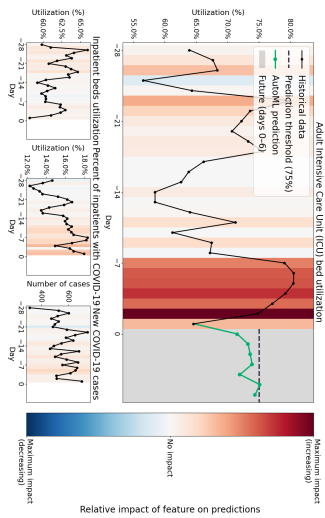 Adult Intensive Care Unit (ICU) bed utilization
Utilization (%)
55.0%
60.0%
65.0%
70.0%
75.0%
80.0%
Historical data
Prediction threshold (75%)
AutoML prediction
Future (days 0–6)
−28
−21
−14
−7
0
Day
Inpatient beds utilization
Utilization (%)
60.0%
62.5%
65.0%
−28
−21
−14
−7
0
Day
Percent of inpatients with COVID-19
Utilization (%)
12.0%
14.0%
16.0%
18.0%
−28
−21
−14
−7
0
Day
New COVID-19 cases
Number of cases
400
600
−28
−21
−14
−7
0
Day
Maximum impact
(increasing)
No impact
Maximum impact
(decreasing)
Relative impact of feature on predictions